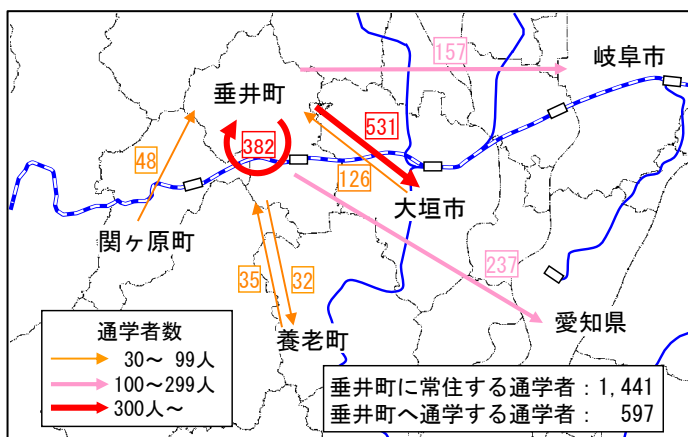 157
岐阜市
垂井町
531
382
48
126
大垣市
関ヶ原町
237
35
32
愛知県
養老町
通学者数
30～ 99人
100～299人
300人～
垂井町に常住する通学者：1,441
垂井町へ通学する通学者： 597